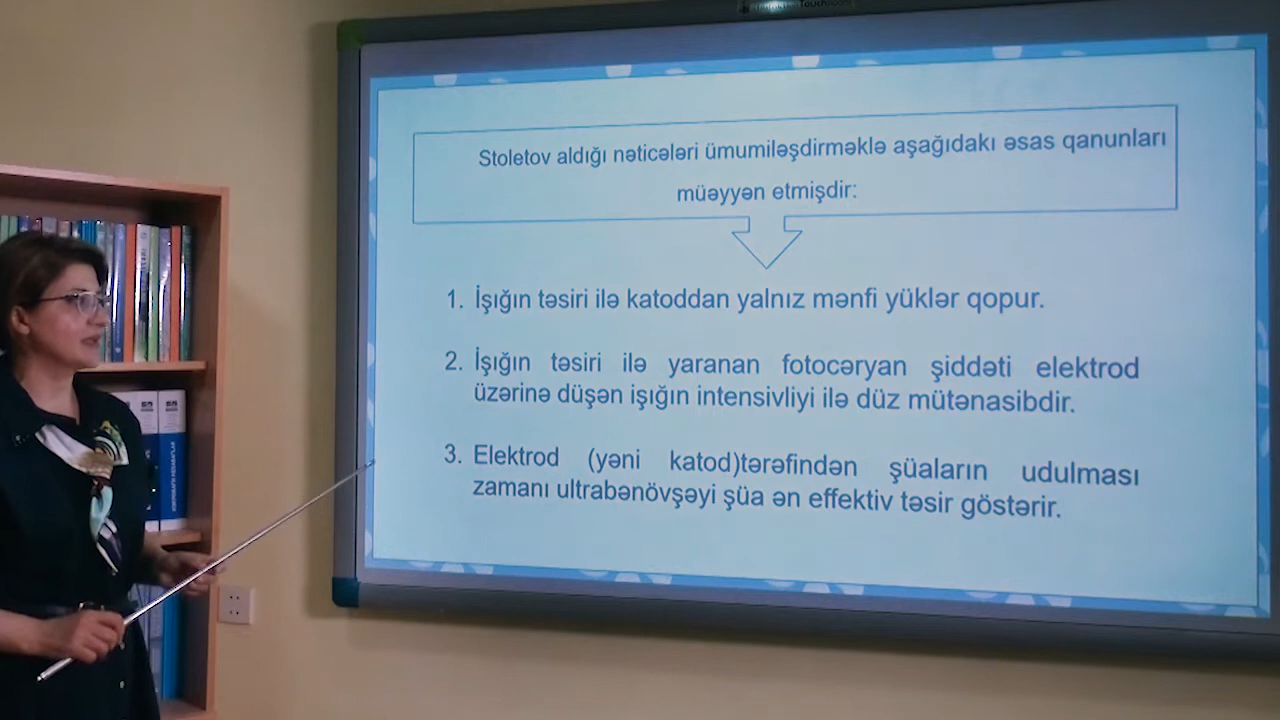 Stoletov aldığı nəticələri ümumiləşdirməklə aşağıdakı əsas qanunları
müəyyən etmişdir:
1. İşığın təsiri ilə katoddan yalnız mənfi yüklər qopur.
2. İşığın təsiri ilə yaranan fotocərəyan şiddəti elektrod
üzərinə düşən işığın intensivliyi ilə düz mütənasibdir.
3. Elektrod (yəni katod)tərəfindən şüaların udulması
zamanı ultrabənövşəyi şüa ən effektiv təsir göstərir.